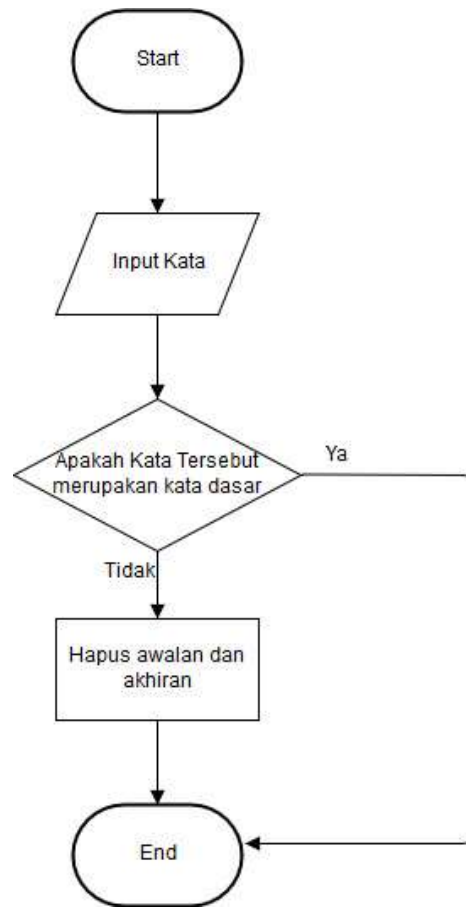 Start
Input Kata
Apakah Kata Tersebut
merupakan kata dasar
Ya
Tidak
Hapus awalan dan
akhiran
End